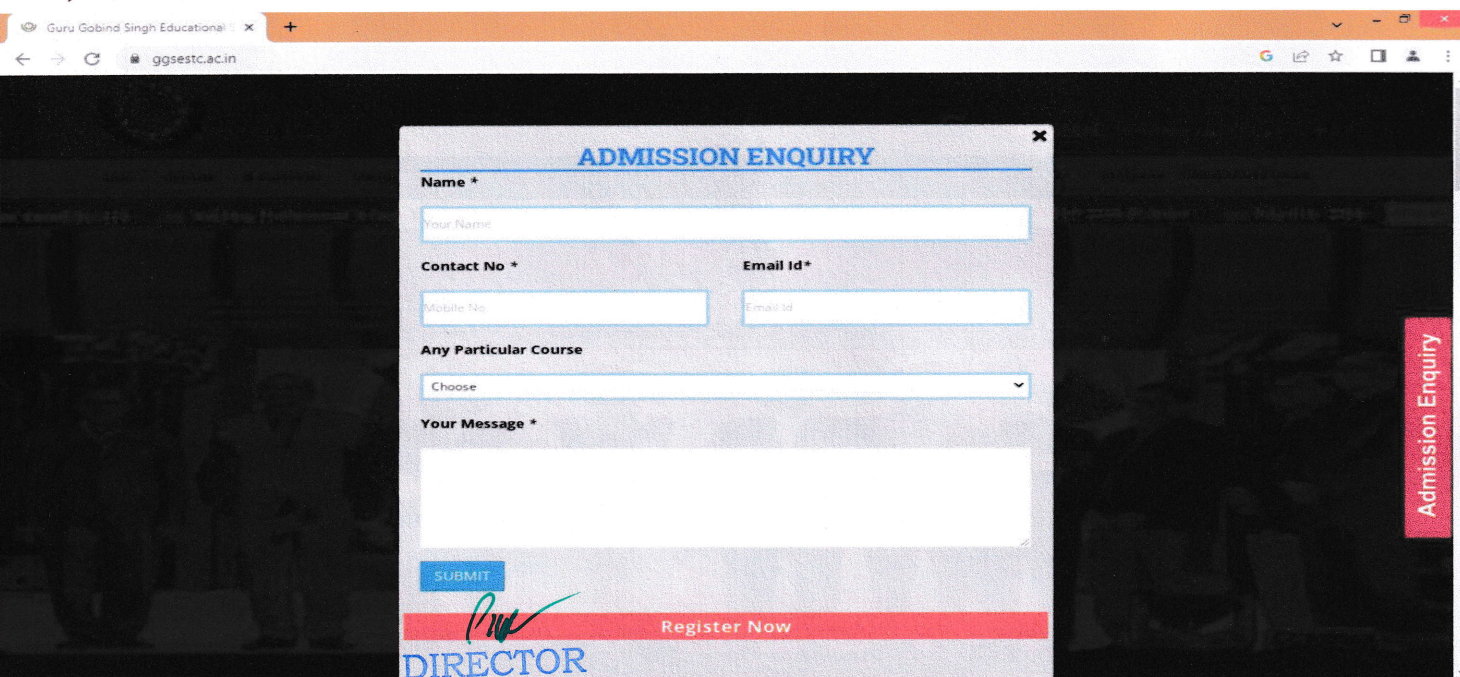 Guru Gobind Singh Educational
ggsestc.ac.in
ADMISSION ENQUIRY
Name *
Your Name
Contact No * Email Id*
Mobile No Email Id
Any Particular Course
Choose
Your Message *
SUBMIT
Register Now
DIRECTOR
Admission Enquiry